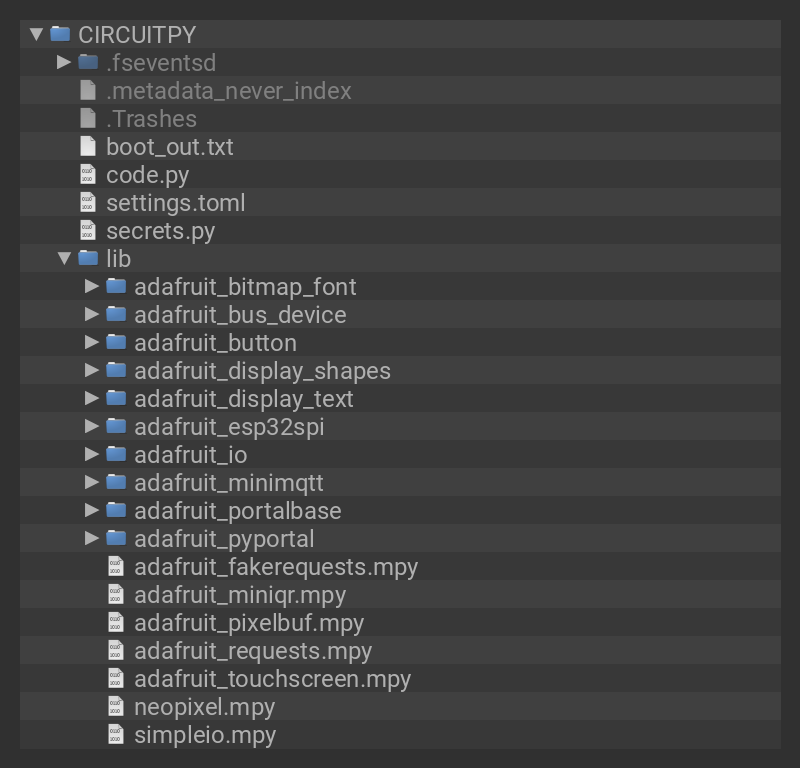 CIRCUITPY
.fseventsd
.metadata_never_index
.Trashes
boot_out.txt
code.py
settings.toml
secrets.py
lib
adafruit_bitmap_font
adafruit_bus_device
adafruit_button
adafruit_display_shapes
adafruit_display_text
adafruit_esp32spi
adafruit_io
adafruit_minimqtt
adafruit_portalbase
adafruit_pyportal
adafruit_fakerequests.mpy
adafruit_miniqr.mpy
adafruit_pixelbuf.mpy
adafruit_requests.mpy
adafruit_touchscreen.mpy
neopixel.mpy
simpleio.mpy